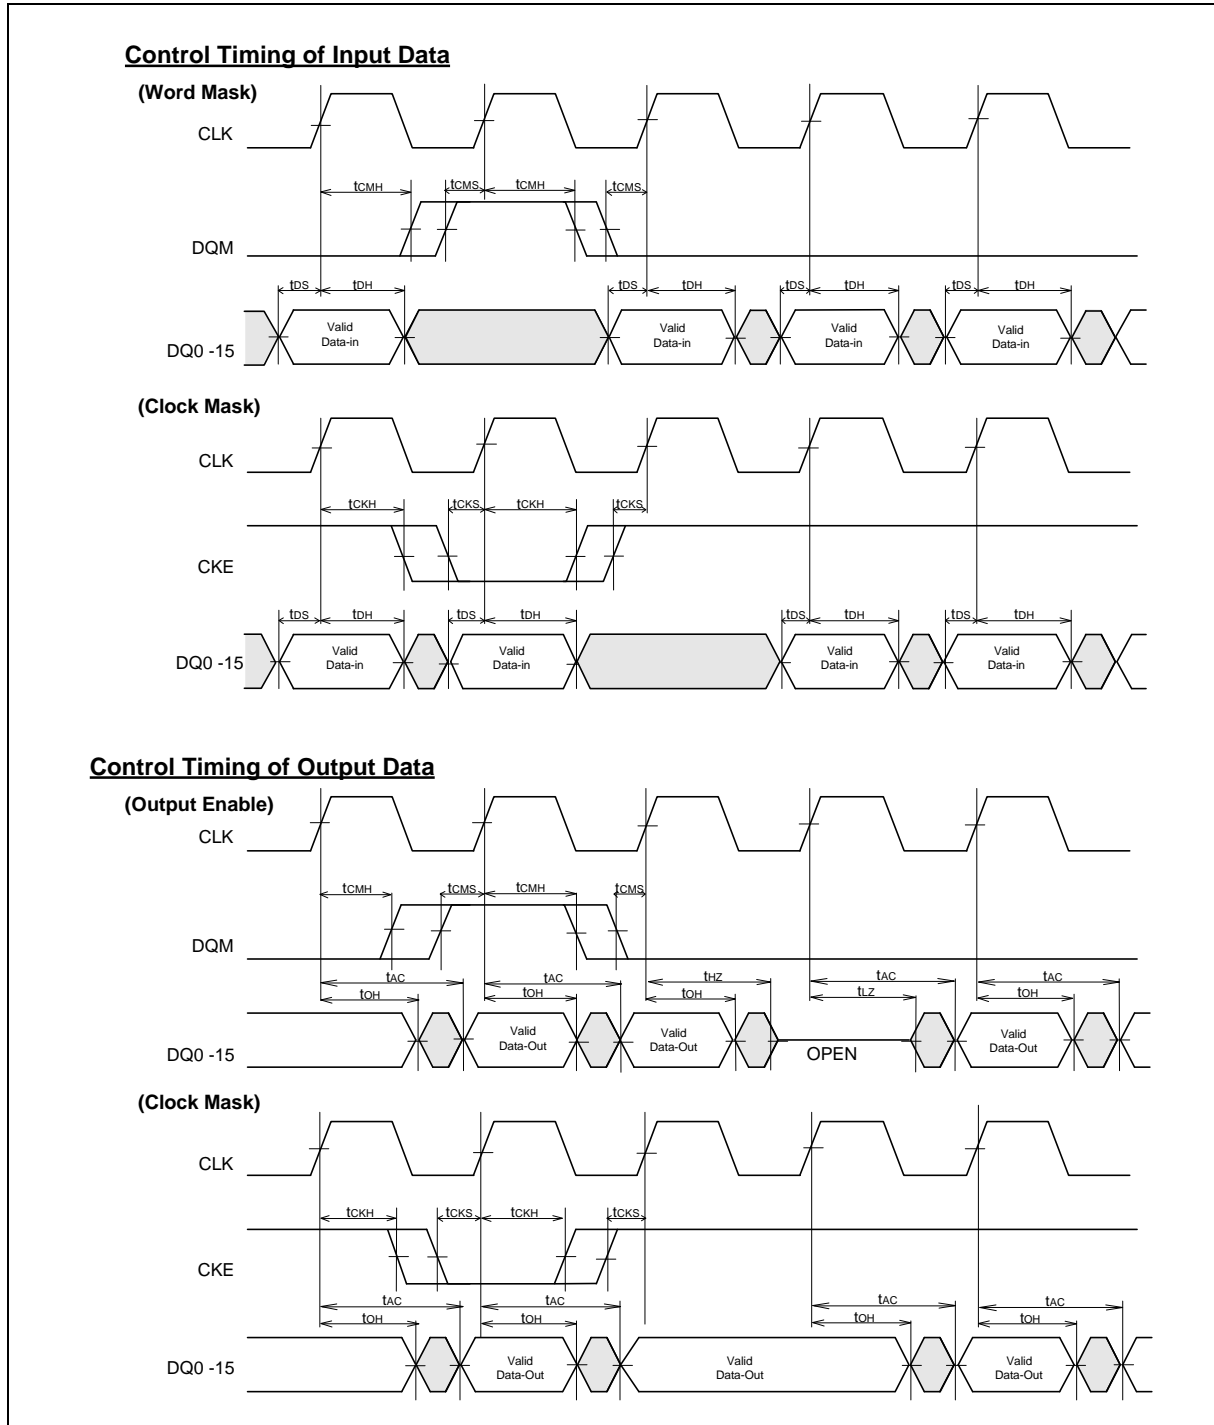 Control Timing of Input Data
(Word Mask)
CLK
tCMH tCMS tCMH tCMS
DQM
tDS tDH tDS tDH tDS tDH tDS tDH
Valid Data-in Valid Data-in Valid Data-in Valid Data-in
DQ0 -15
(Clock Mask)
CLK
tCKH tCKS tCKH tCKS
CKE
tDS tDH tDS tDH tDS tDH tDS tDH
Valid Data-in Valid Data-in Valid Data-in Valid Data-in
DQ0 -15
Control Timing of Output Data
(Output Enable)
CLK
tCMH tCMS tCMH tCMS
DQM
tAC tAC tHZ tAC tAC
tOH tOH tOH tLZ tOH
Valid Data-Out Valid Data-Out Valid Data-Out
DQ0 -15 OPEN
(Clock Mask)
CLK
tCKH tCKS tCKH tCKS
CKE
tAC tAC tAC tAC
tOH tOH tOH tOH
Valid Data-Out Valid Data-Out Valid Data-Out
DQ0 -15